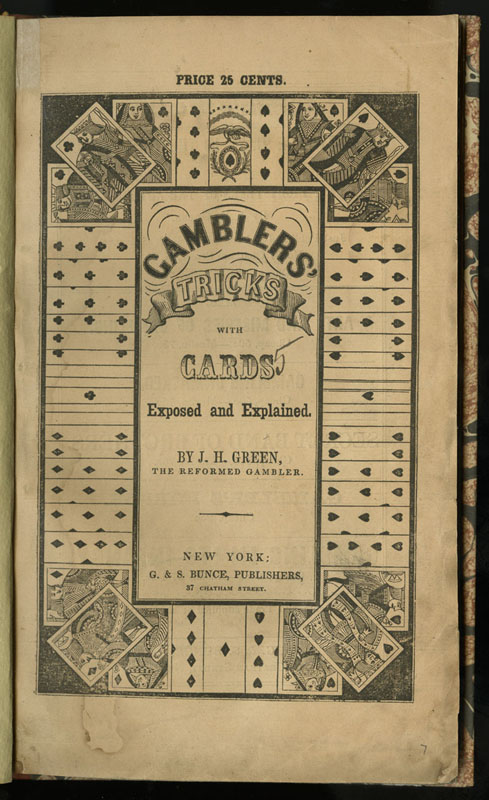 PRICE 25 CENTS.
GAMBLERS'
TRICKS
WITH
CARDS
Exposed and Explained.
BY J. H. GREEN,
THE REFORMED GAMBLER.
NEW YORK:
G. & S. BUNCE, PUBLISHERS,
37 CHATHAM STREET.
7